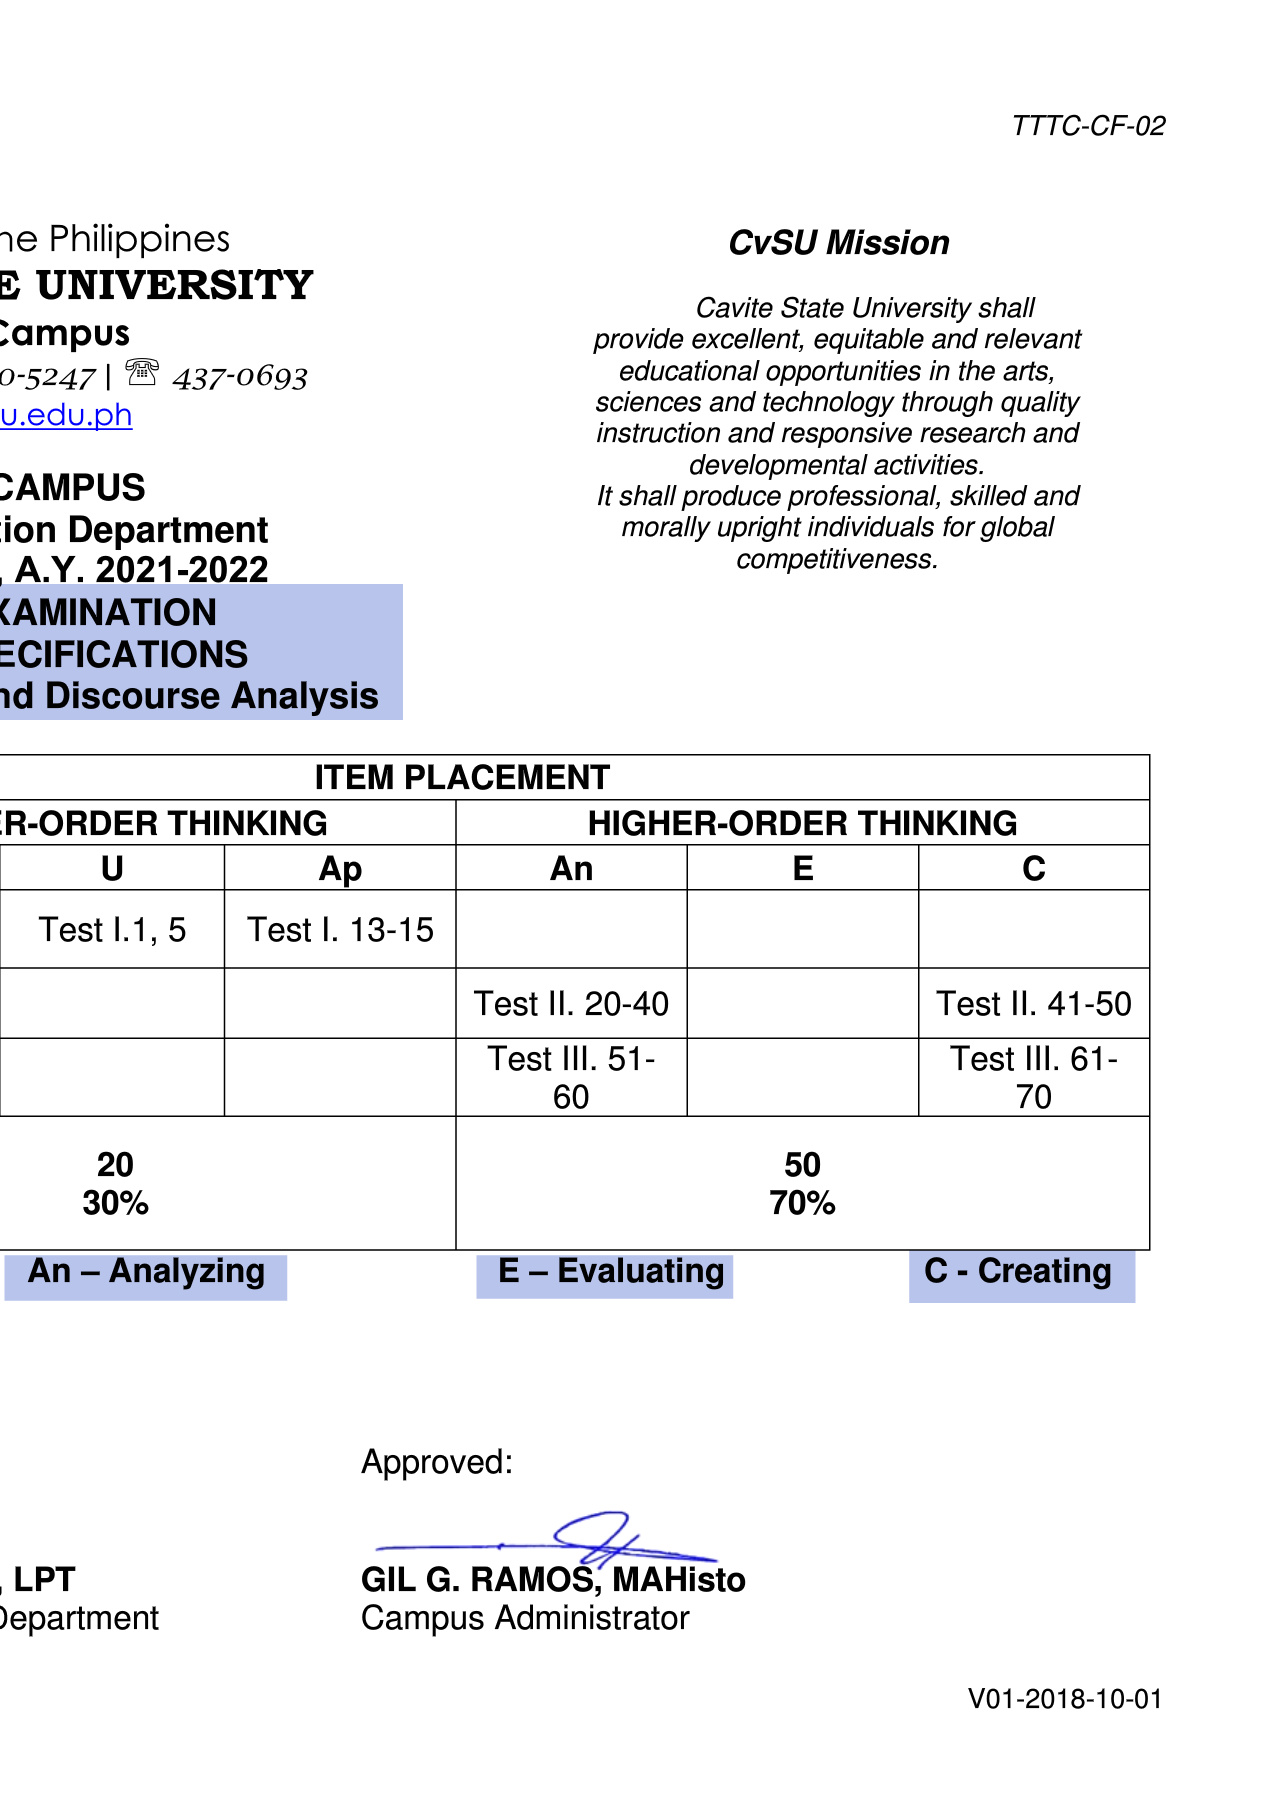 TTTC-CF-02
ne Philippines
E UNIVERSITY
Campus
0-5247 | ☏ 437-0693
u.edu.ph
CAMPUS
tion Department
, A.Y. 2021-2022
XAMINATION
ECIFICATIONS
nd Discourse Analysis
CvSU Mission
Cavite State University shall
provide excellent, equitable and relevant
educational opportunities in the arts,
sciences and technology through quality
instruction and responsive research and
developmental activities.
It shall produce professional, skilled and
morally upright individuals for global
competitiveness.
ITEM PLACEMENT
ER-ORDER THINKING HIGHER-ORDER THINKING
U Ap An E C
Test I.1, 5 Test I. 13-15
Test II. 20-40 Test II. 41-50
Test III. 51-60 Test III. 61-70
20 50
30% 70%
An – Analyzing E – Evaluating C - Creating
Approved:
, LPT GIL G. RAMOS, MAHisto
Department Campus Administrator
V01-2018-10-01